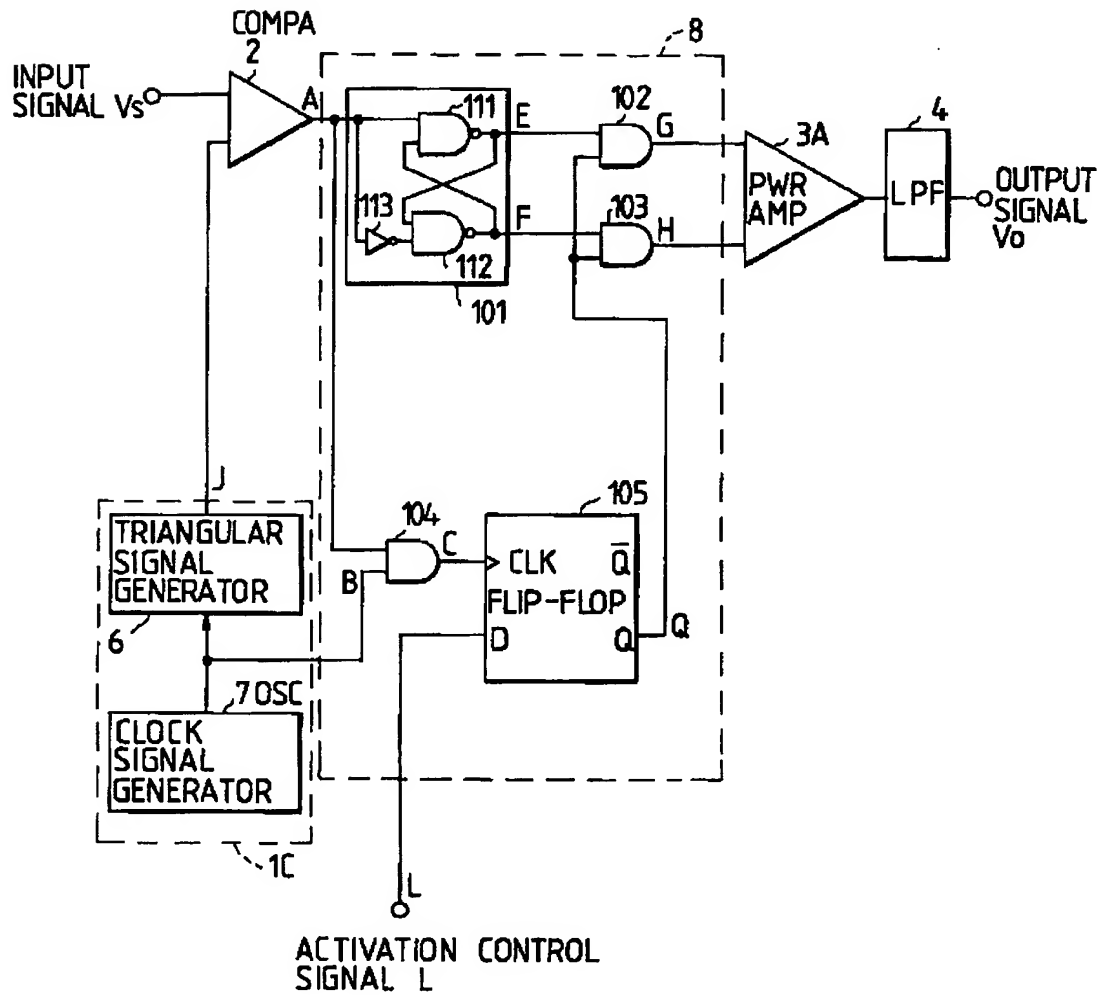 COMPA
2
8
INPUT
SIGNAL Vs
A
111
E
102
G
3A
4
113
F
103
H
PWR
AMP
LPF
OUTPUT
SIGNAL
Vo
112
101
J
104
105
TRIANGULAR
SIGNAL
GENERATOR
B
C
CLK
Q̅
FLIP-FLOP
6
D
Q
Q
7 OSC
CLOCK
SIGNAL
GENERATOR
1C
L
ACTIVATION CONTROL
SIGNAL L